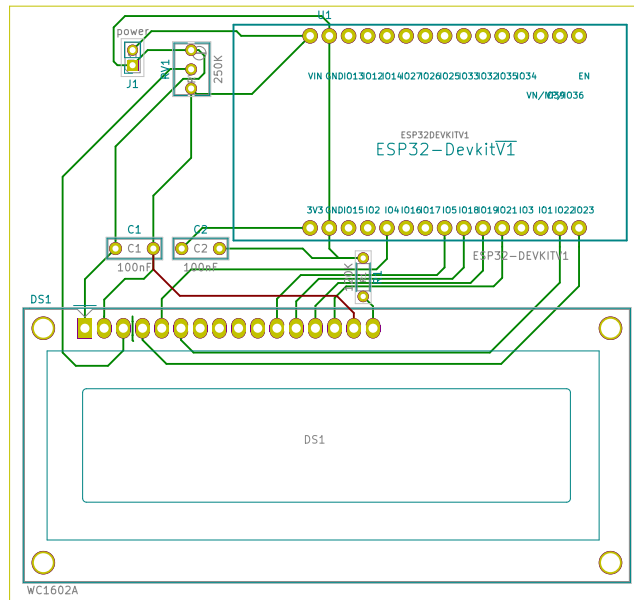 U1
power
J1
RV1
250K
VIN GND IO13 IO12 IO14 IO27 IO26 IO25 IO33 IO32 IO35 IO34 EN
IO36
ESP32DEVKITV1
ESP32-DevkitV1
3V3 GND IO15 IO2 IO4 IO16 IO17 IO5 IO18 IO19 IO21 IO3 IO1 IO22 IO23
C1 C2
C1 C2
100nF 100nF
ESP32-DEVKITV1
DS1
DS1
WC1602A